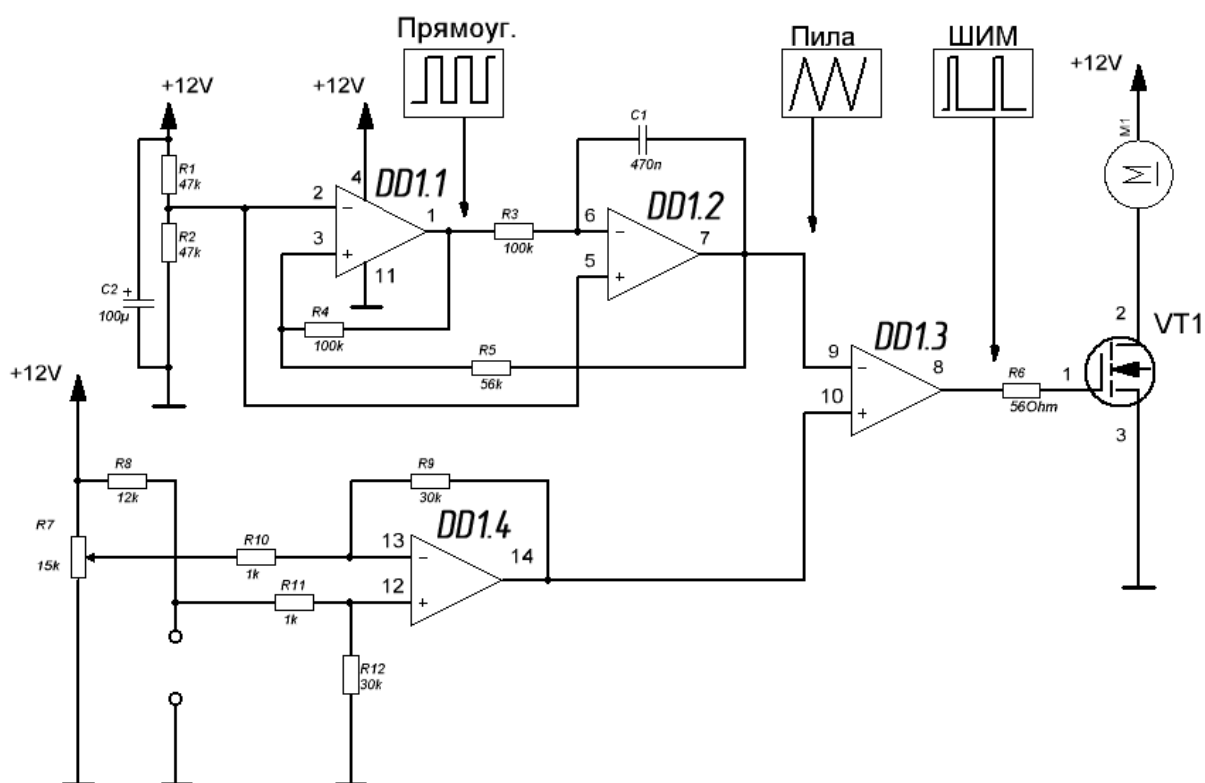 Прямоуг.
Пила
ШИМ
+12V
+12V
+12V
M1
M
C1
470n
R1
47k
4
DD1.1
2
1
3
11
R2
47k
R3
100k
6
DD1.2
7
5
C2
+
100µ
R4
100k
R5
56k
DD1.3
9
8
10
R6
56Ohm
1
2
VT1
3
+12V
R8
12k
R9
30k
R7
15k
R10
1k
13
DD1.4
14
12
R11
1k
R12
30k